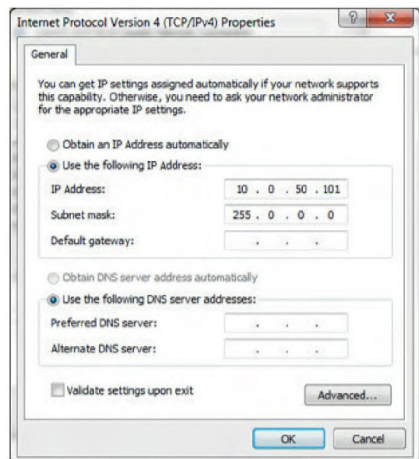 Internet Protocol Version 4 (TCP/IPv4) Properties
General
You can get IP settings assigned automatically if your network supports
this capability. Otherwise, you need to ask your network administrator
for the appropriate IP settings.
Obtain an IP Address automatically
Use the following IP Address:
IP Address: 10 . 0 . 50 . 101
Subnet mask: 255 . 0 . 0 . 0
Default gateway: . . .
Obtain DNS server address automatically
Use the following DNS server addresses:
Preferred DNS server: . . .
Alternate DNS server: . . .
Validate settings upon exit
Advanced...
OK Cancel